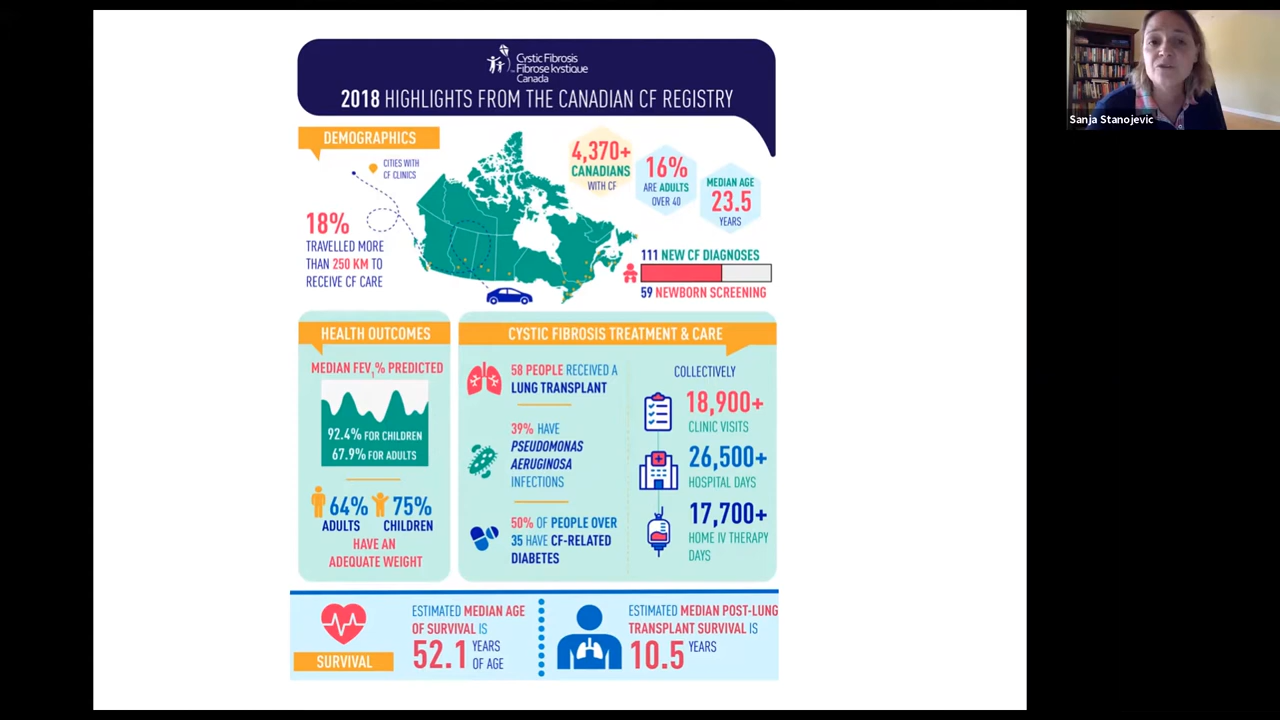 Cystic Fibrosis
Fibrose kystique
Canada
2018 HIGHLIGHTS FROM THE CANADIAN CF REGISTRY
DEMOGRAPHICS
CITIES WITH
CF CLINICS
18%
TRAVELLED MORE
THAN 250 KM TO
RECEIVE CF CARE
4,370+
CANADIANS
WITH CF
16%
ARE ADULTS
OVER 40
MEDIAN AGE
23.5
YEARS
111 NEW CF DIAGNOSES
59 NEWBORN SCREENING
HEALTH OUTCOMES
MEDIAN FEV1% PREDICTED
92.4% FOR CHILDREN
67.9% FOR ADULTS
64% ADULTS
75% CHILDREN
HAVE AN
ADEQUATE WEIGHT
CYSTIC FIBROSIS TREATMENT & CARE
58 PEOPLE RECEIVED A
LUNG TRANSPLANT
39% HAVE
PSEUDOMONAS
AERUGINOSA
INFECTIONS
50% OF PEOPLE OVER
35 HAVE CF-RELATED
DIABETES
COLLECTIVELY
18,900+
CLINIC VISITS
26,500+
HOSPITAL DAYS
17,700+
HOME IV THERAPY
DAYS
SURVIVAL
ESTIMATED MEDIAN AGE
OF SURVIVAL IS
52.1 YEARS
OF AGE
ESTIMATED MEDIAN POST-LUNG
TRANSPLANT SURVIVAL IS
10.5 YEARS
Sanja Stanojevic